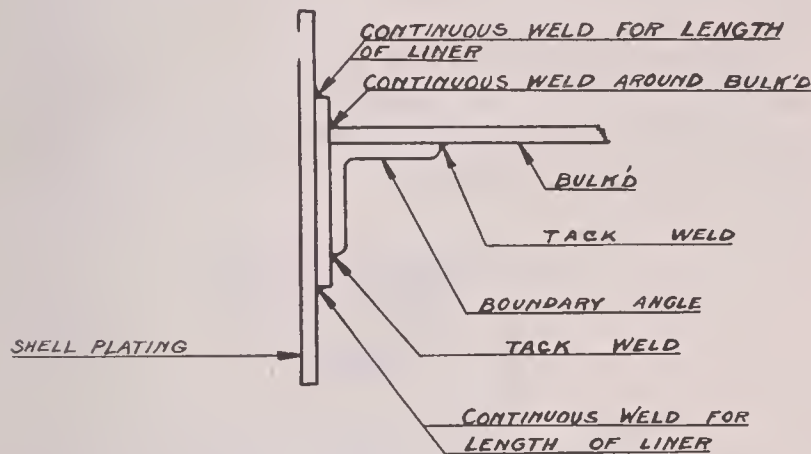 CONTINUOUS WELD FOR LENGTH
OF LINER
CONTINUOUS WELD AROUND BULK'D
BULK'D
TACK WELD
BOUNDARY ANGLE
SHELL PLATING
TACK WELD
CONTINUOUS WELD FOR
LENGTH OF LINER